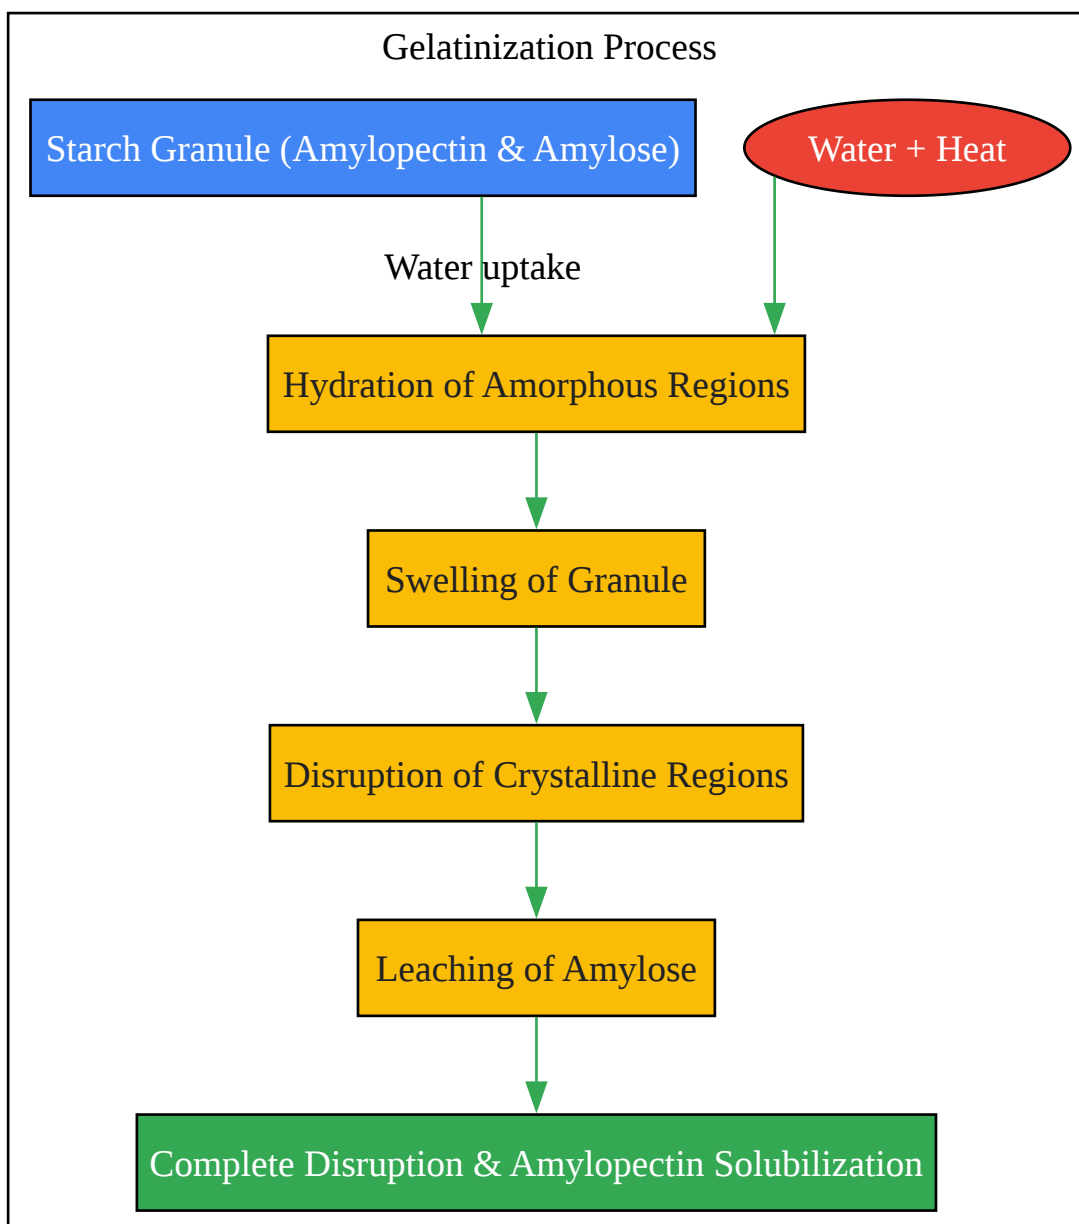 Gelatinization Process
Starch Granule (Amylopectin & Amylose)
Water + Heat
Water uptake
Hydration of Amorphous Regions
Swelling of Granule
Disruption of Crystalline Regions
Leaching of Amylose
Complete Disruption & Amylopectin Solubilization